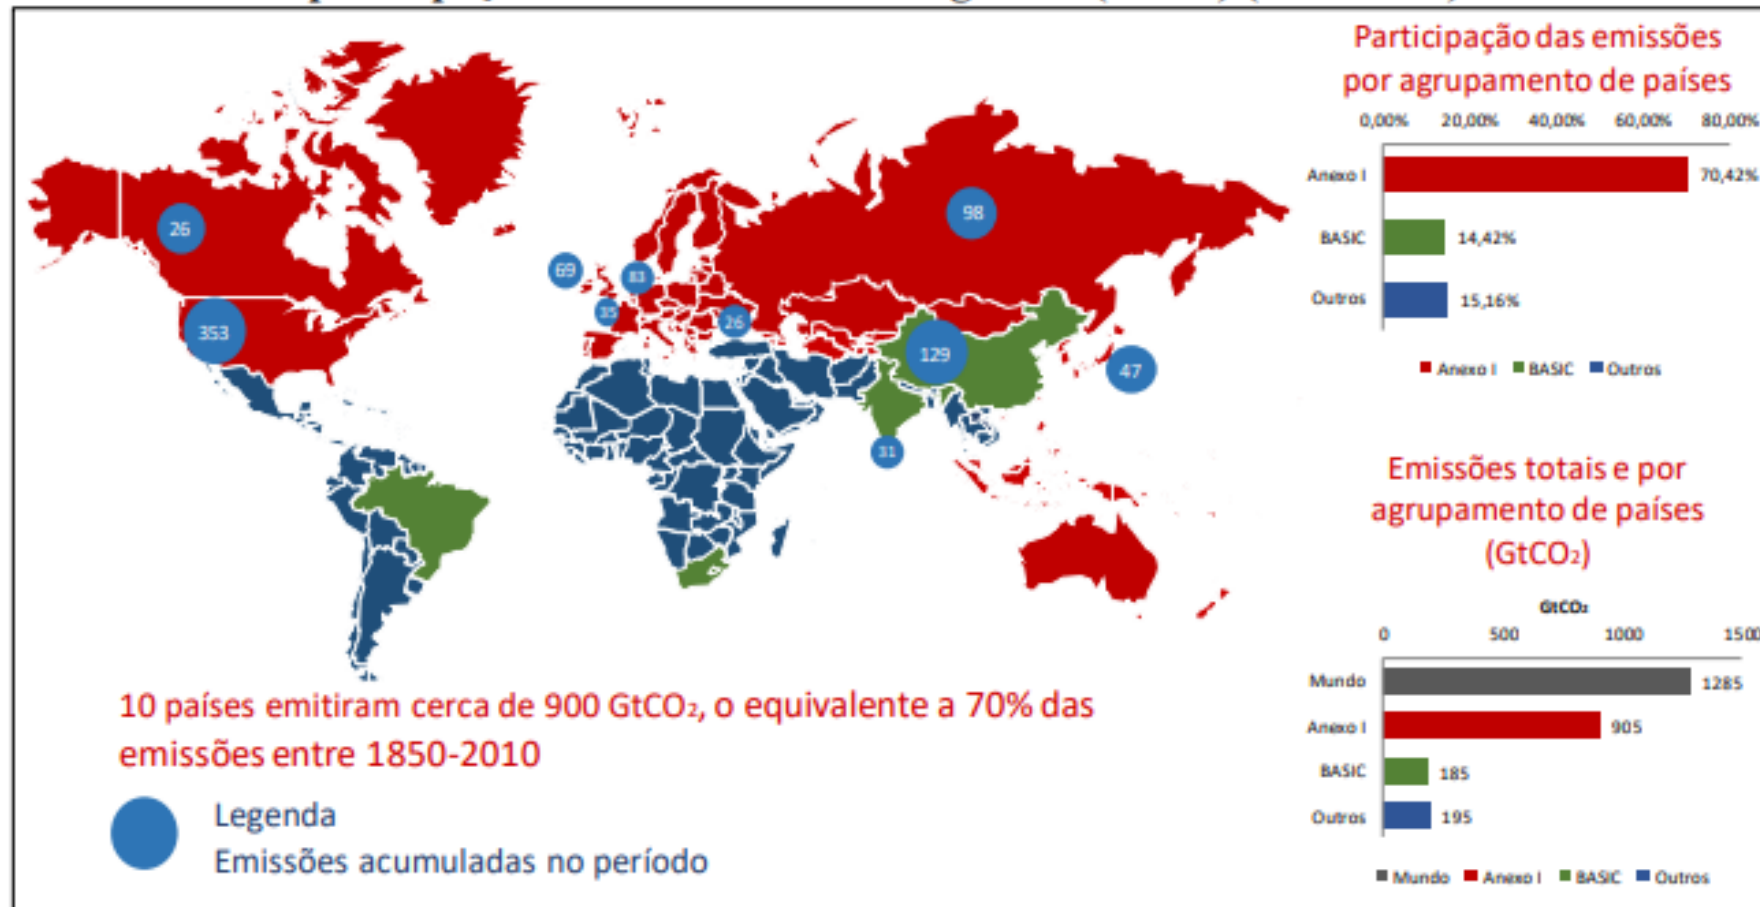 Participação das emissões
por agrupamento de países
0,00% 20,00% 40,00% 60,00% 80,00%
Anexo I 70,42%
BASIC 14,42%
Outros 15,16%
Anexo I BASIC Outros
26
353
69
83
35
26
98
129
47
31
Emissões totais e por
agrupamento de países
(GtCO₂)
GtCO₂
0 500 1000 1500
Mundo 1285
Anexo I 905
BASIC 185
Outros 195
Mundo Anexo I BASIC Outros
10 países emitiram cerca de 900 GtCO₂, o equivalente a 70% das
emissões entre 1850-2010
Legenda
Emissões acumuladas no período